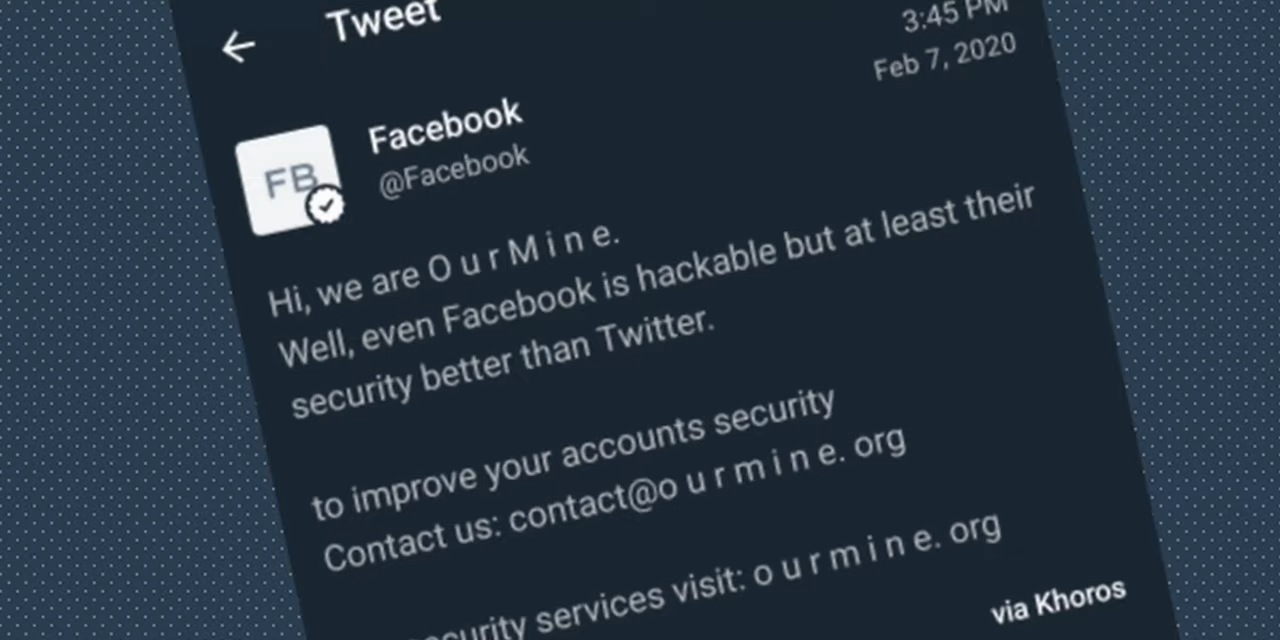 Tweet
3:45 PM
Feb 7, 2020
FB
Facebook
@Facebook
Hi, we are O u r M i n e.
Well, even Facebook is hackable but at least their
security better than Twitter.
to improve your accounts security
Contact us: contact@o u r m i n e. org
services visit: o u r m i n e. org
via Khoros